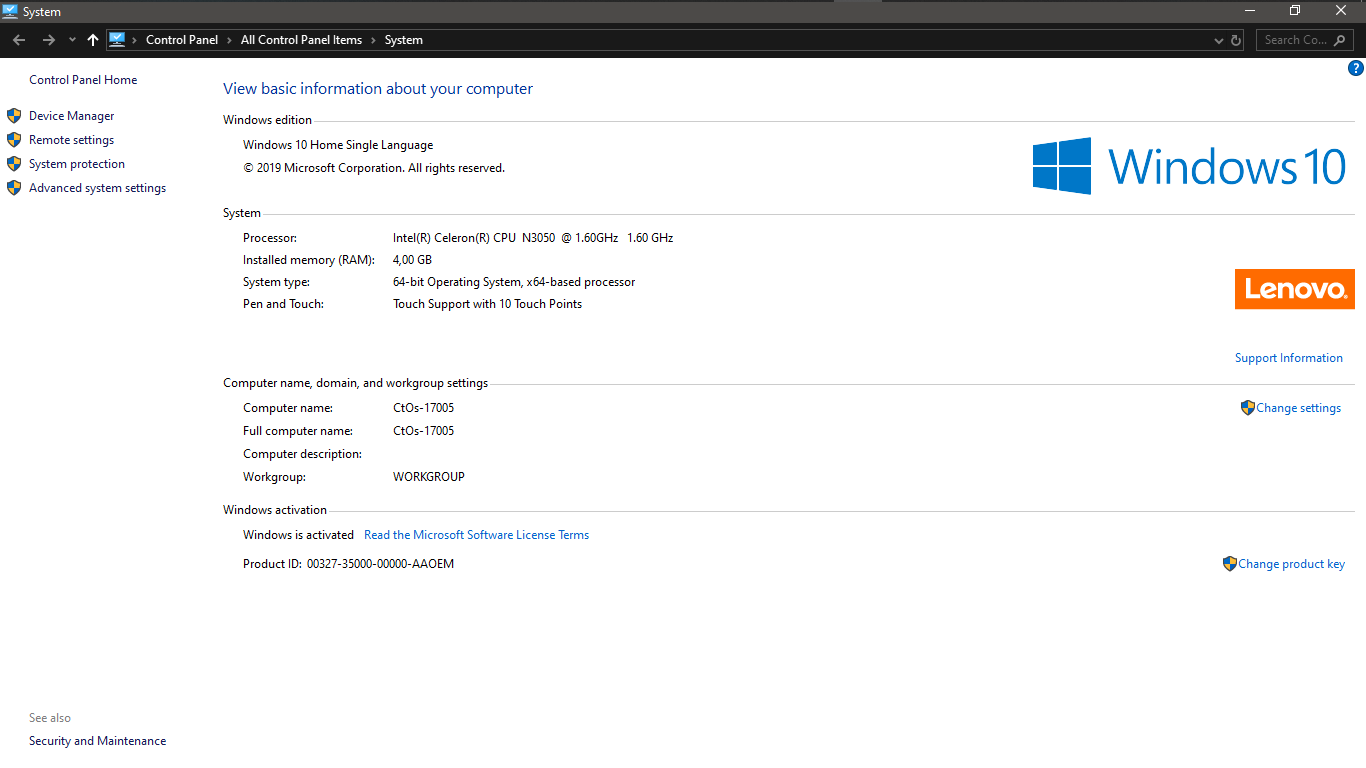 System
Control Panel › All Control Panel Items › System
Search Co...
Control Panel Home
Device Manager
Remote settings
System protection
Advanced system settings
?
View basic information about your computer
Windows edition
Windows 10 Home Single Language
© 2019 Microsoft Corporation. All rights reserved.
Windows 10
System
Processor: Intel(R) Celeron(R) CPU N3050 @ 1.60GHz 1.60 GHz
Installed memory (RAM): 4,00 GB
System type: 64-bit Operating System, x64-based processor
Pen and Touch: Touch Support with 10 Touch Points
Lenovo.
Support Information
Computer name, domain, and workgroup settings
Computer name: CtOs-17005
Change settings
Full computer name: CtOs-17005
Computer description:
Workgroup: WORKGROUP
Windows activation
Windows is activated Read the Microsoft Software License Terms
Product ID: 00327-35000-00000-AAOEM
Change product key
See also
Security and Maintenance